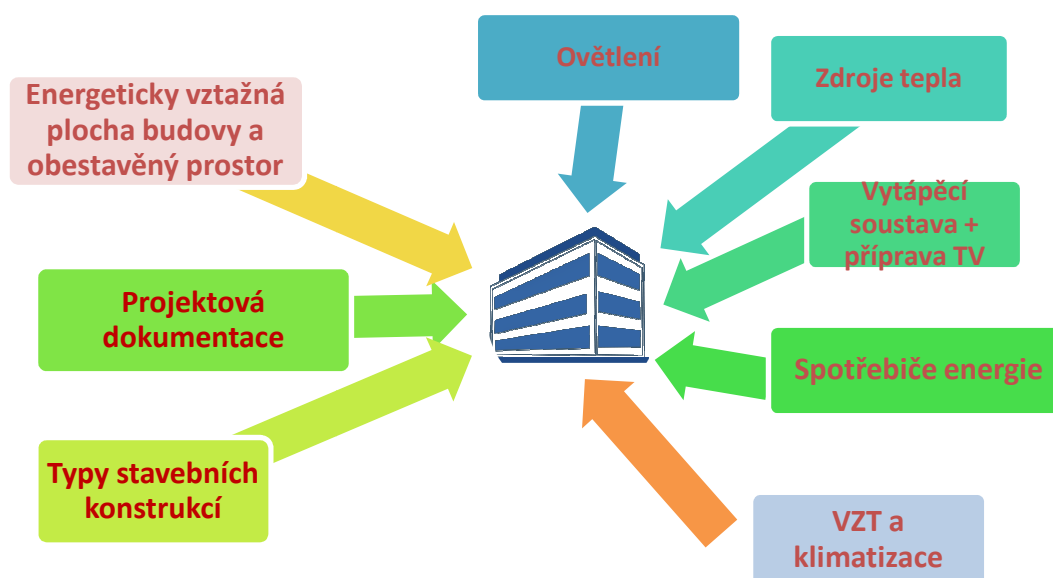 Ovětlení
Zdroje tepla
Energeticky vztažná
plocha budovy a
obestavěný prostor
Vytápěcí
soustava +
příprava TV
Projektová
dokumentace
Spotřebiče energie
Typy stavebních
konstrukcí
VZT a
klimatizace